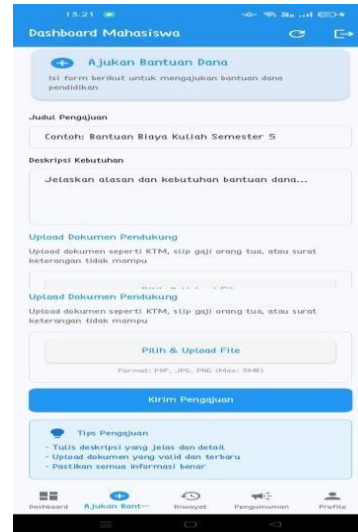 13.21
Dashboard Mahasiswa
Ajukan Bantuan Dana
Isi form berikut untuk mengajukan bantuan dana
pendidikan
Judul Pengajuan
Contoh: Bantuan Biaya Kuliah Semester 5
Deskripsi Kebutuhan
Jelaskan alasan dan kebutuhan bantuan dana...
Upload Dokumen Pendukung
Upload dokumen seperti KTM, slip gaji orang tua, atau surat
keterangan tidak mampu
Upload Dokumen Pendukung
Upload dokumen seperti KTM, slip gaji orang tua, atau surat
keterangan tidak mampu
Pilih & Upload File
Format: PDF, JPG, PNG (Max: 5MB)
Kirim Pengajuan
Tips Pengajuan
- Tulis deskripsi yang jelas dan detail
- Upload dokumen yang valid dan terbaru
- Pastikan semua informasi benar
Dashboard Ajukan Bant... Riwayat Pengumuman Profile